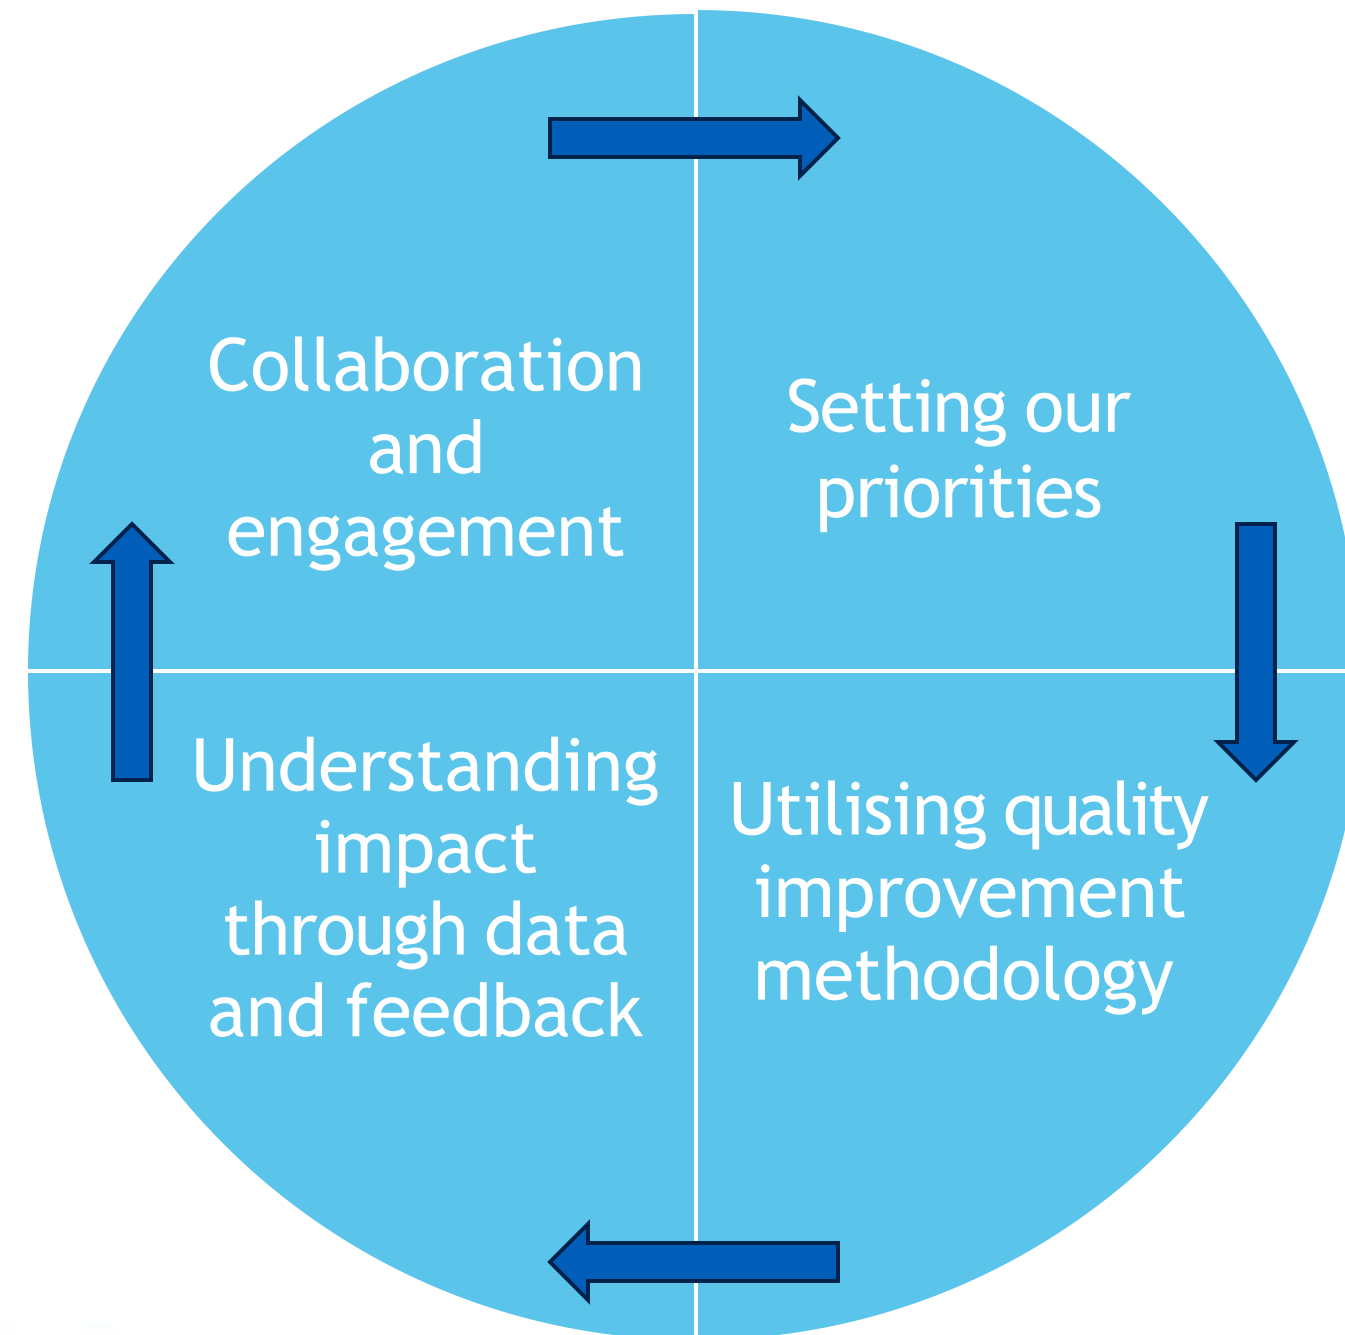 Collaboration
and
engagement
Setting our
priorities
Understanding
impact
through data
and feedback
Utilising quality
improvement
methodology